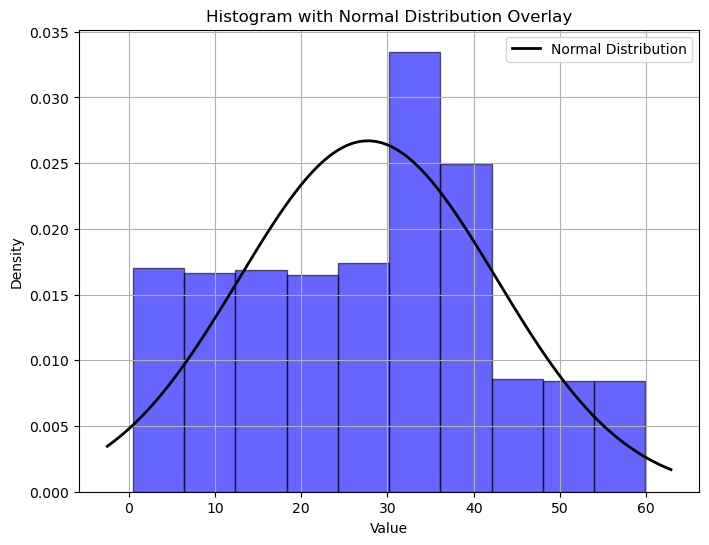 Histogram with Normal Distribution Overlay
Normal Distribution
Density
0.035
0.030
0.025
0.020
0.015
0.010
0.005
0.000
0 10 20 30 40 50 60
Value